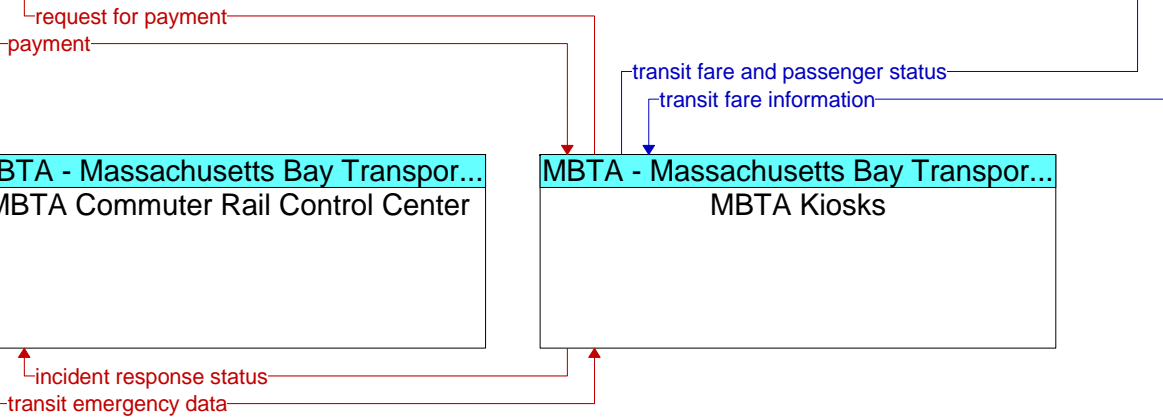 request for payment
payment
transit fare and passenger status
transit fare information
BTA - Massachusetts Bay Transpor...
MBTA - Massachusetts Bay Transpor...
MBTA Commuter Rail Control Center
MBTA Kiosks
incident response status
transit emergency data